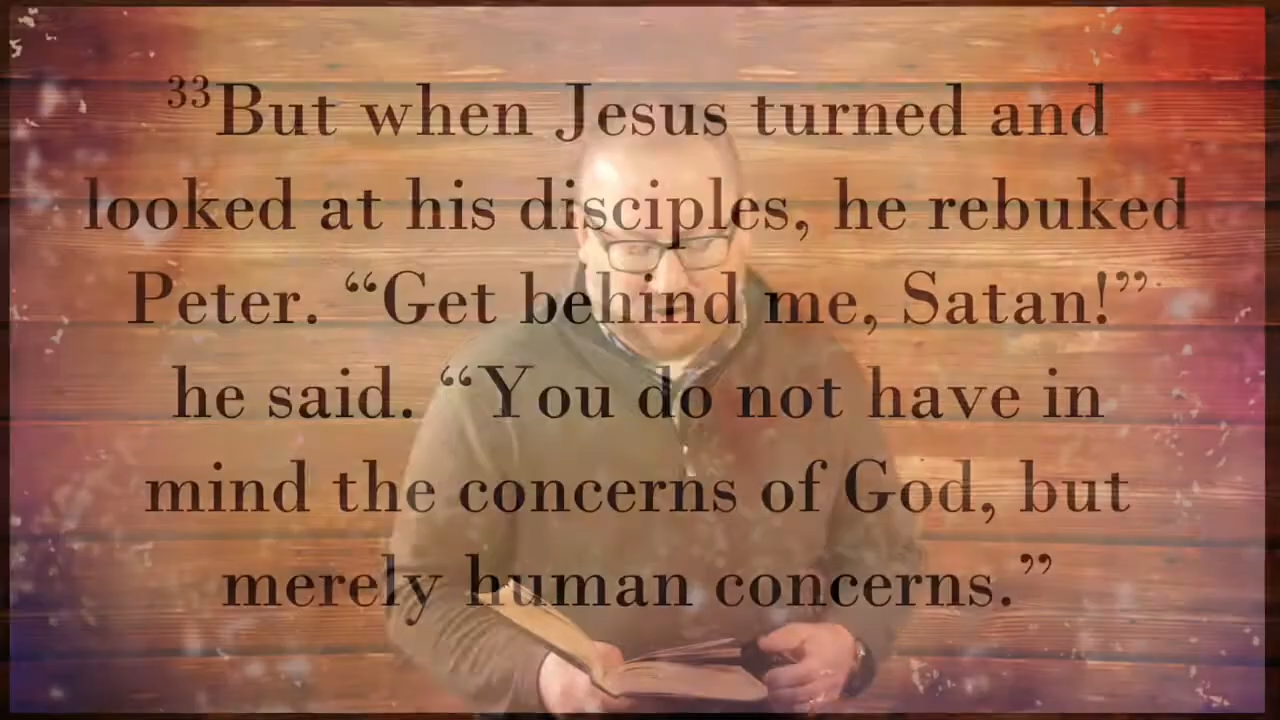 ³³But when Jesus turned and
looked at his disciples, he rebuked
Peter. “Get behind me, Satan!”
he said. “You do not have in
mind the concerns of God, but
merely human concerns.”